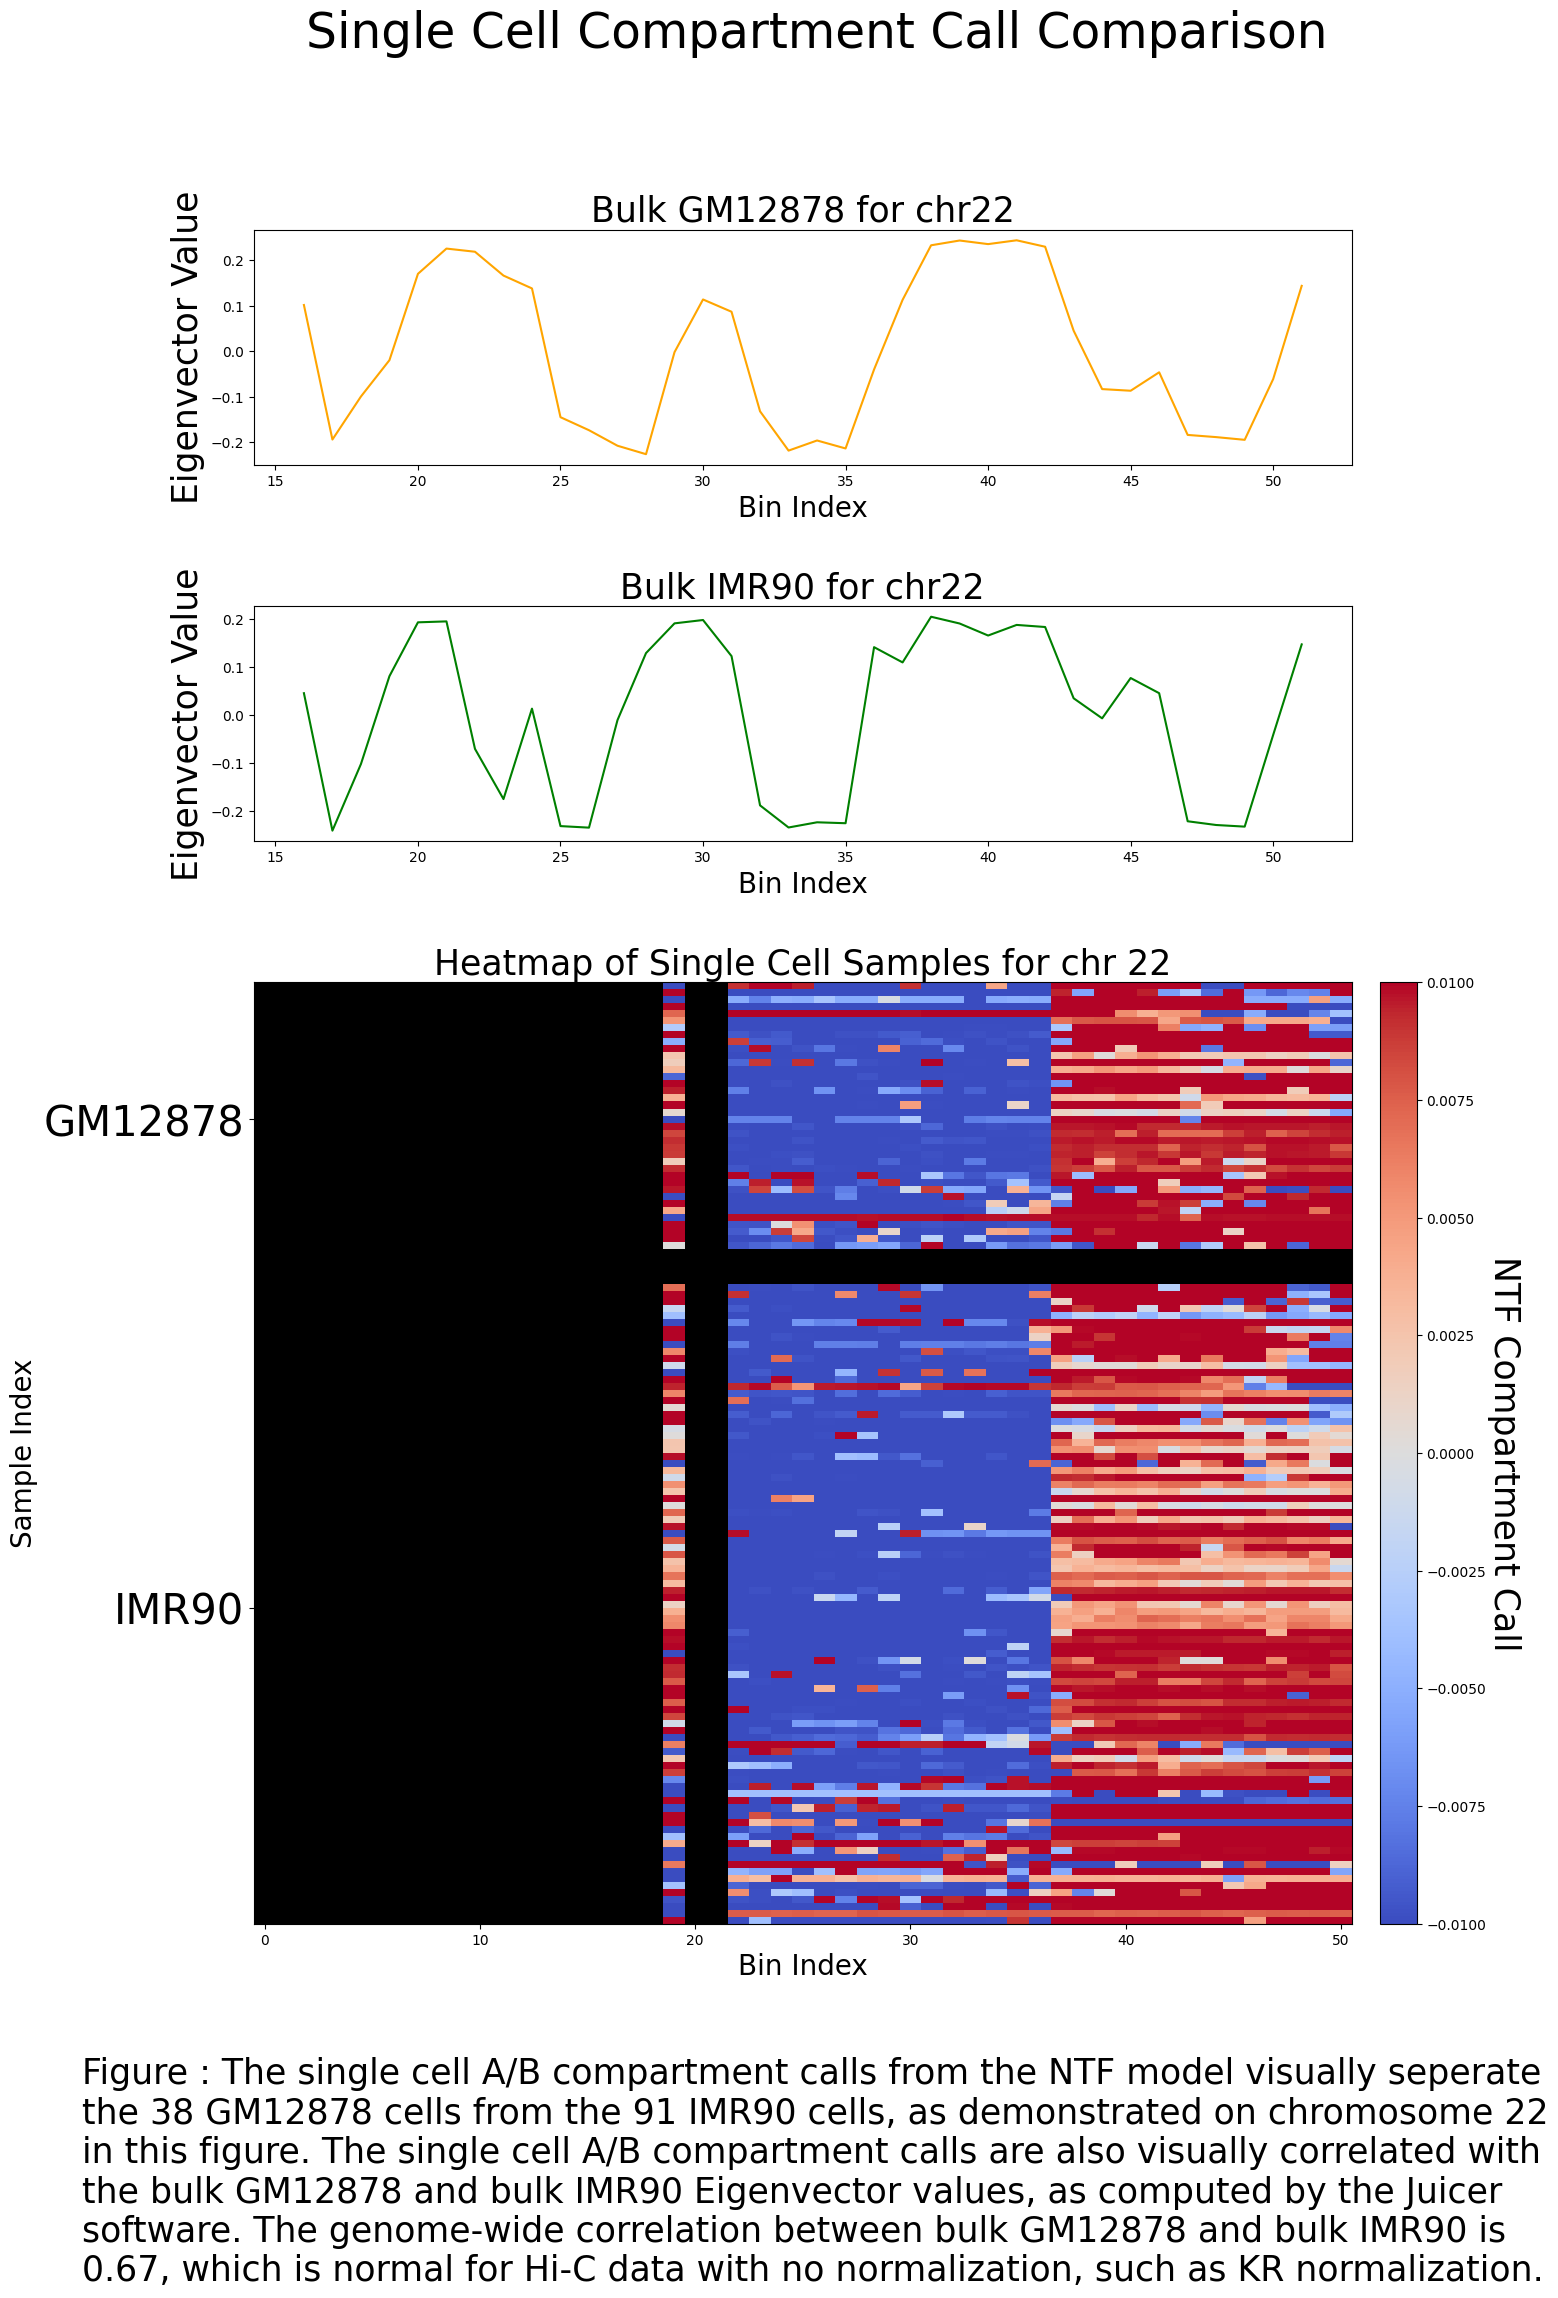 Single Cell Compartment Call Comparison
Bulk GM12878 for chr22
Eigenvector Value
0.2
0.1
0.0
−0.1
−0.2
15
20
25
30
35
40
45
50
Bin Index
Bulk IMR90 for chr22
Eigenvector Value
0.2
0.1
0.0
−0.1
−0.2
15
20
25
30
35
40
45
50
Bin Index
Heatmap of Single Cell Samples for chr 22
Sample Index
GM12878
IMR90
0
10
20
30
40
50
Bin Index
0.0100
0.0075
0.0050
0.0025
0.0000
−0.0025
−0.0050
−0.0075
−0.0100
NTF Compartment Call
Figure : The single cell A/B compartment calls from the NTF model visually seperate
the 38 GM12878 cells from the 91 IMR90 cells, as demonstrated on chromosome 22
in this figure. The single cell A/B compartment calls are also visually correlated with
the bulk GM12878 and bulk IMR90 Eigenvector values, as computed by the Juicer
software. The genome-wide correlation between bulk GM12878 and bulk IMR90 is
0.67, which is normal for Hi-C data with no normalization, such as KR normalization.